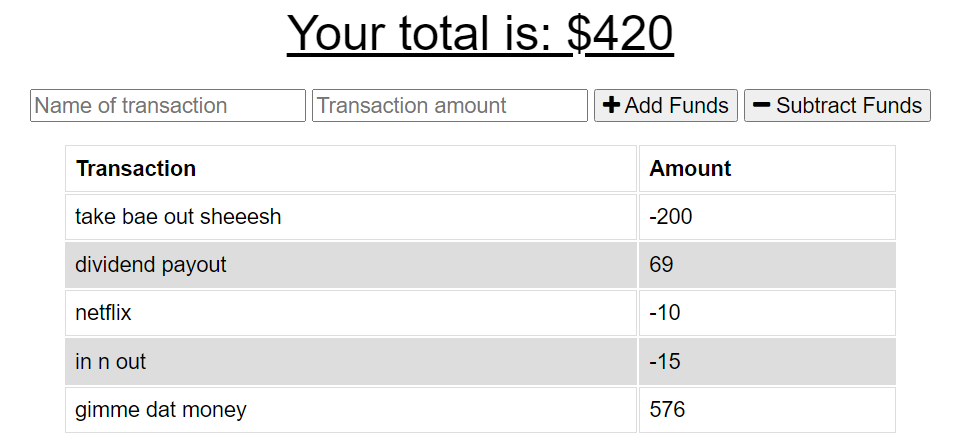 Your total is: $420
Name of transaction Transaction amount Add Funds Subtract Funds
Transaction Amount
take bae out sheeesh -200
dividend payout 69
netflix -10
in n out -15
gimme dat money 576